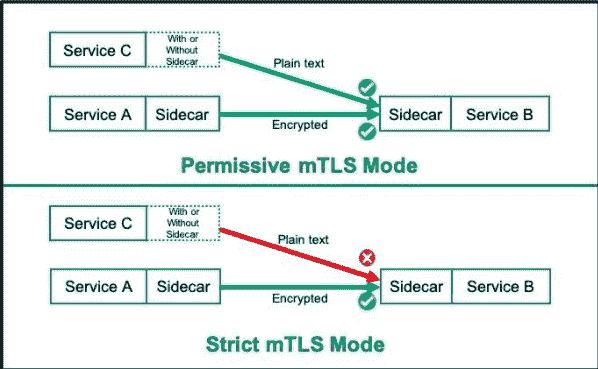 Service C
With or
Without
Sidecar
Plain text
Service A
Sidecar
Encrypted
Sidecar
Service B
Permissive mTLS Mode
Service C
With or
Without
Sidecar
Plain text
Service A
Sidecar
Encrypted
Sidecar
Service B
Strict mTLS Mode